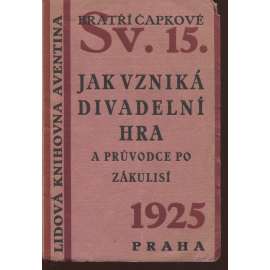 BRATŘÍ ČAPKOVÉ
SV. 15.
JAK VZNIKÁ
DIVADELNÍ
HRA
A PRŮVODCE PO
ZÁKULISÍ
1925
PRAHA
LIDOVÁ KNIHOVNA AVENTINA